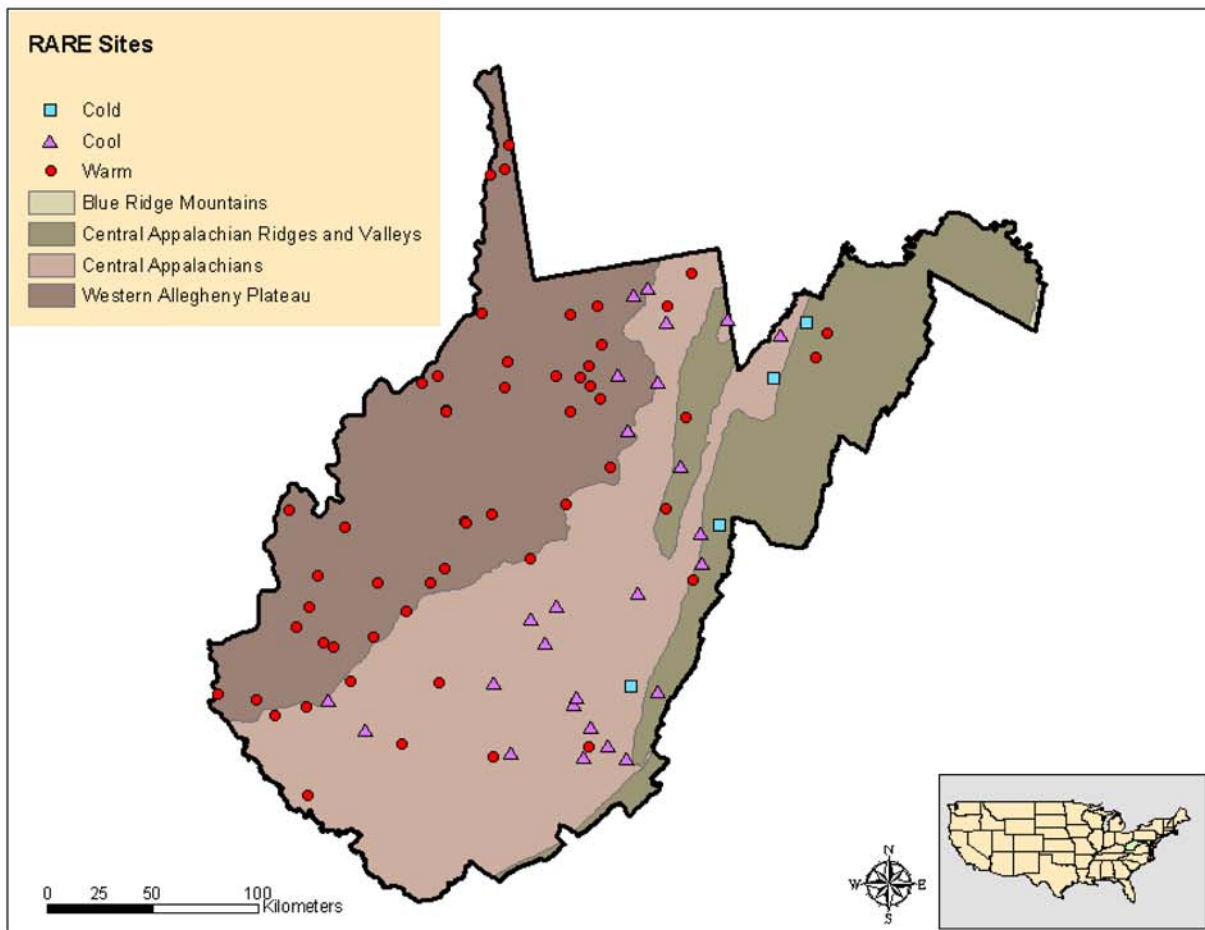 RARE Sites
Cold
Cool
Warm
Blue Ridge Mountains
Central Appalachian Ridges and Valleys
Central Appalachians
Western Allegheny Plateau
0 25 50 100
Kilometers
N
W E
S